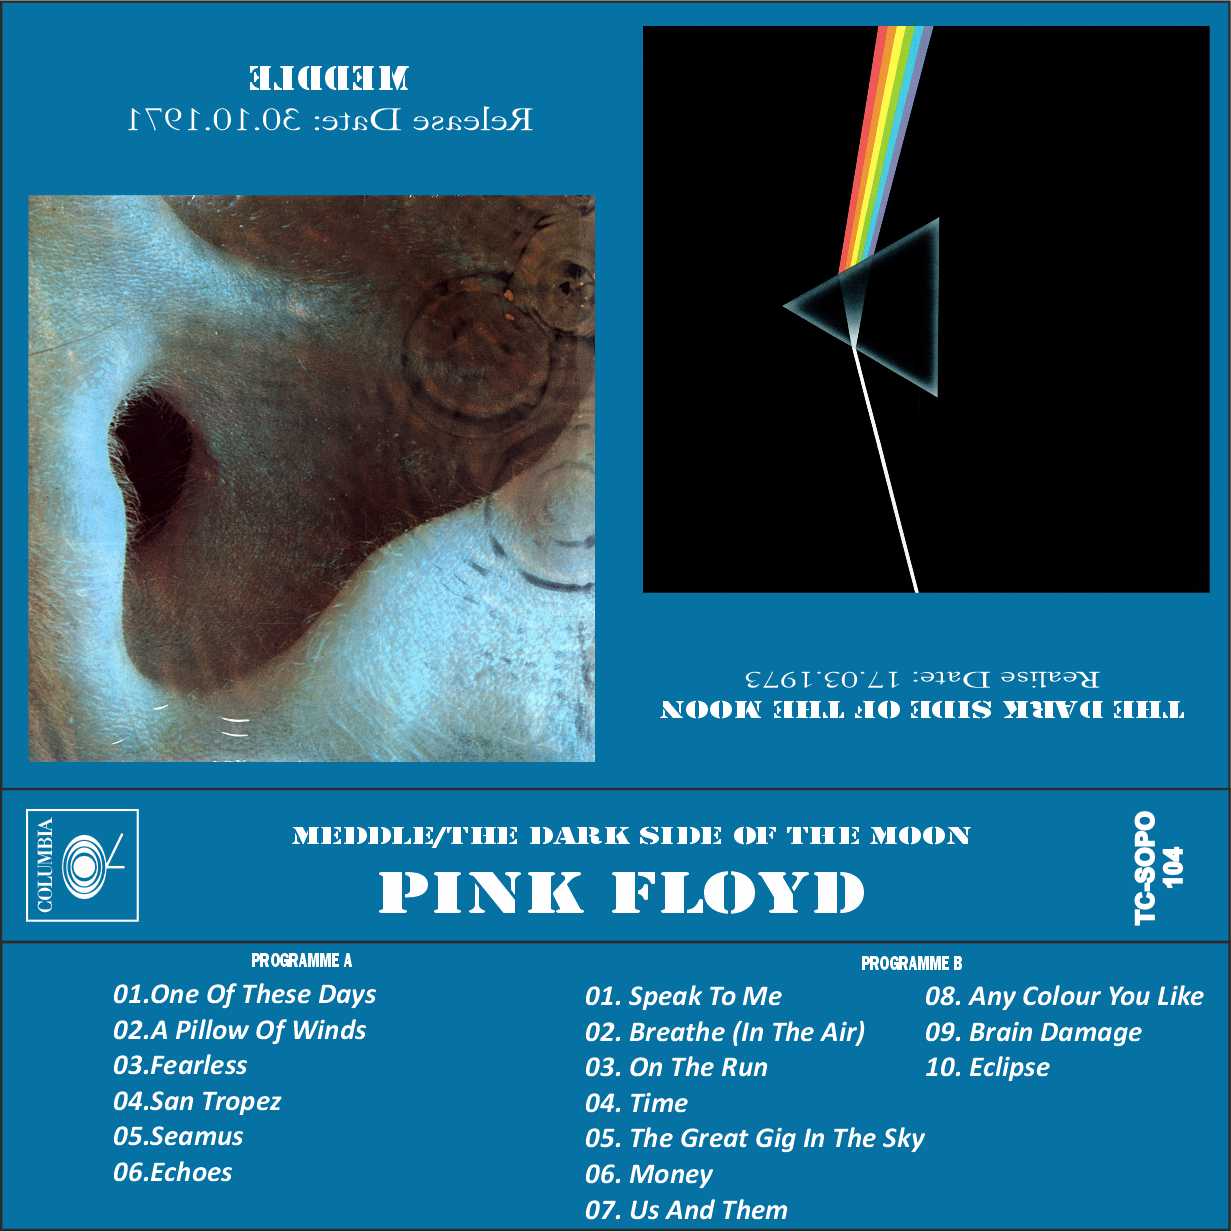 MEDDLE
Release Date: 30.10.1971
Realise Date: 17.03.1973
THE DARK SIDE OF THE MOON
COLUMBIA
MEDDLE/THE DARK SIDE OF THE MOON
PINK FLOYD
TC-SOPO
104
PROGRAMME A
01.One Of These Days
02.A Pillow Of Winds
03.Fearless
04.San Tropez
05.Seamus
06.Echoes
PROGRAMME B
01. Speak To Me
02. Breathe (In The Air)
03. On The Run
04. Time
05. The Great Gig In The Sky
06. Money
07. Us And Them
08. Any Colour You Like
09. Brain Damage
10. Eclipse